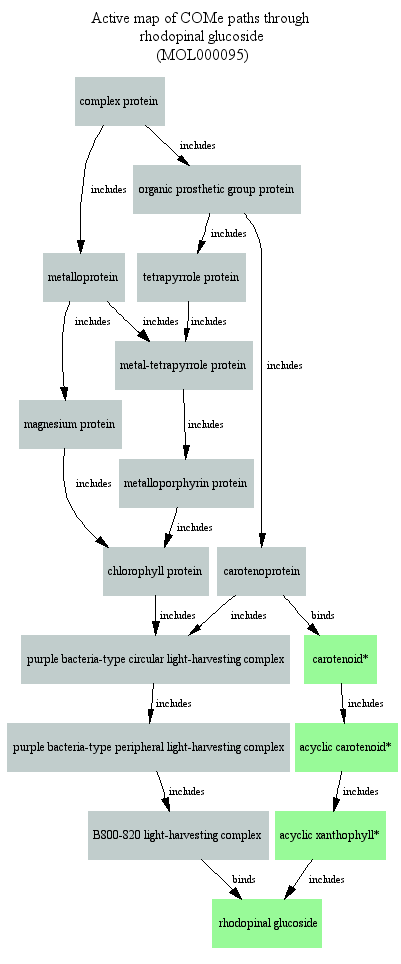 Active map of COMe paths through
rhodopinal glucoside
(MOL000095)
complex protein
includes
organic prosthetic group protein
includes
includes
metalloprotein
tetrapyrrole protein
includes
includes
includes
metal-tetrapyrrole protein
includes
magnesium protein
includes
metalloporphyrin protein
includes
includes
chlorophyll protein
carotenoprotein
includes
includes
binds
purple bacteria-type circular light-harvesting complex
carotenoid*
includes
includes
purple bacteria-type peripheral light-harvesting complex
acyclic carotenoid*
includes
includes
B800-820 light-harvesting complex
acyclic xanthophyll*
binds
includes
rhodopinal glucoside